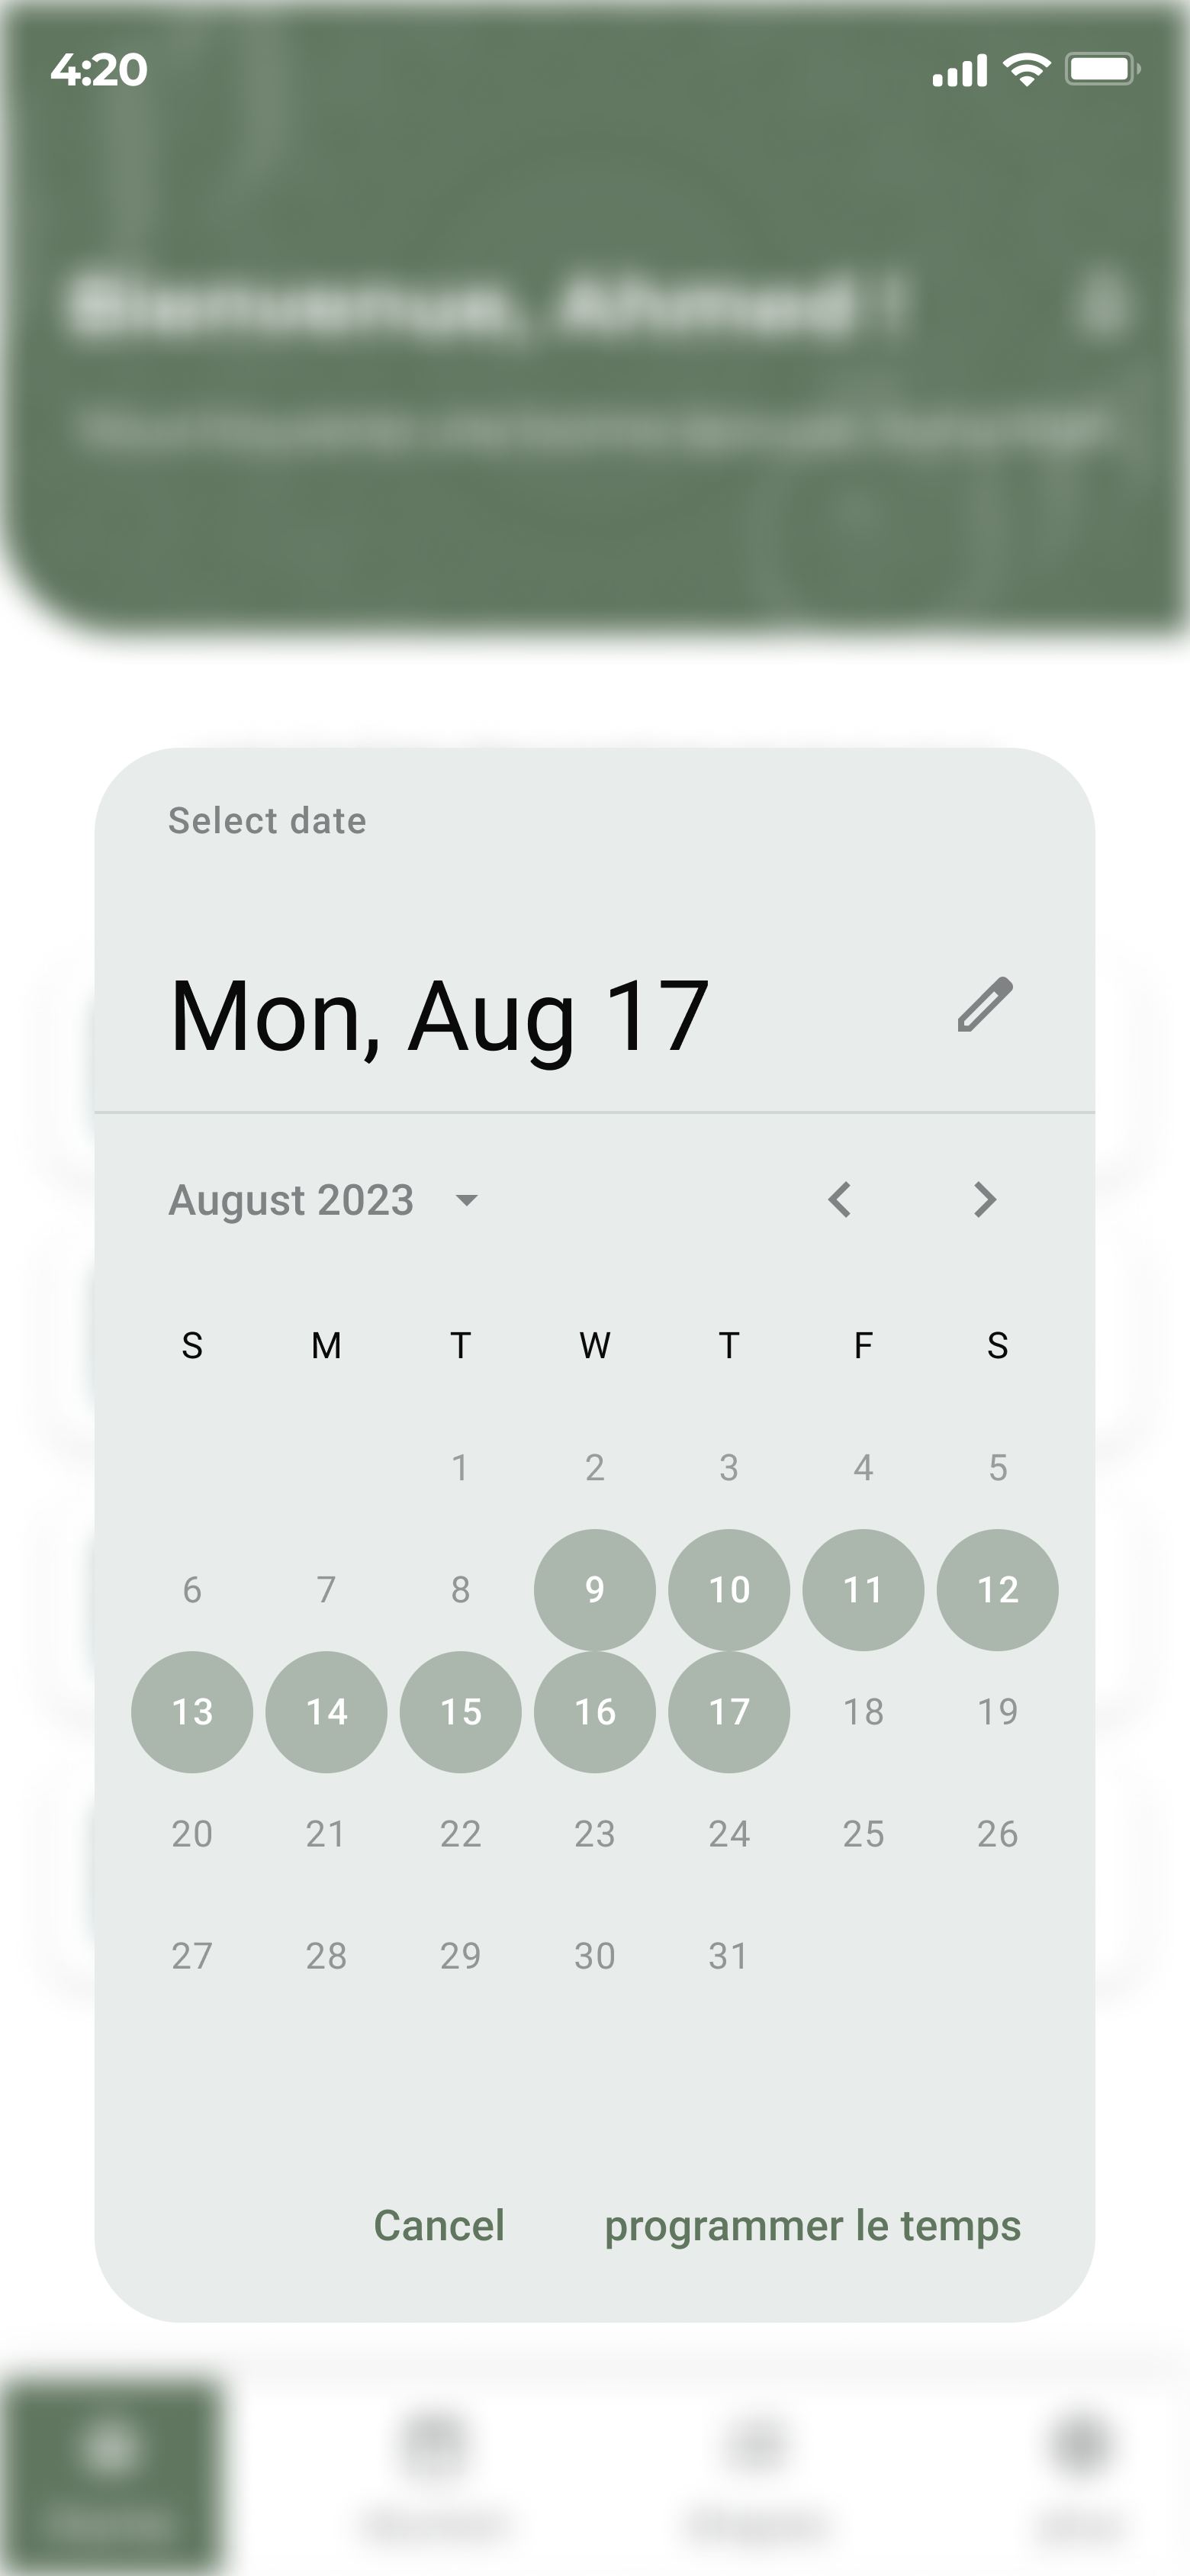 4:20
Bienvenue, Ahmed !
Select date
Mon, Aug 17
August 2023
S M T W T F S
1 2 3 4 5
6 7 8 9 10 11 12
13 14 15 16 17 18 19
20 21 22 23 24 25 26
27 28 29 30 31
Cancel programmer le temps